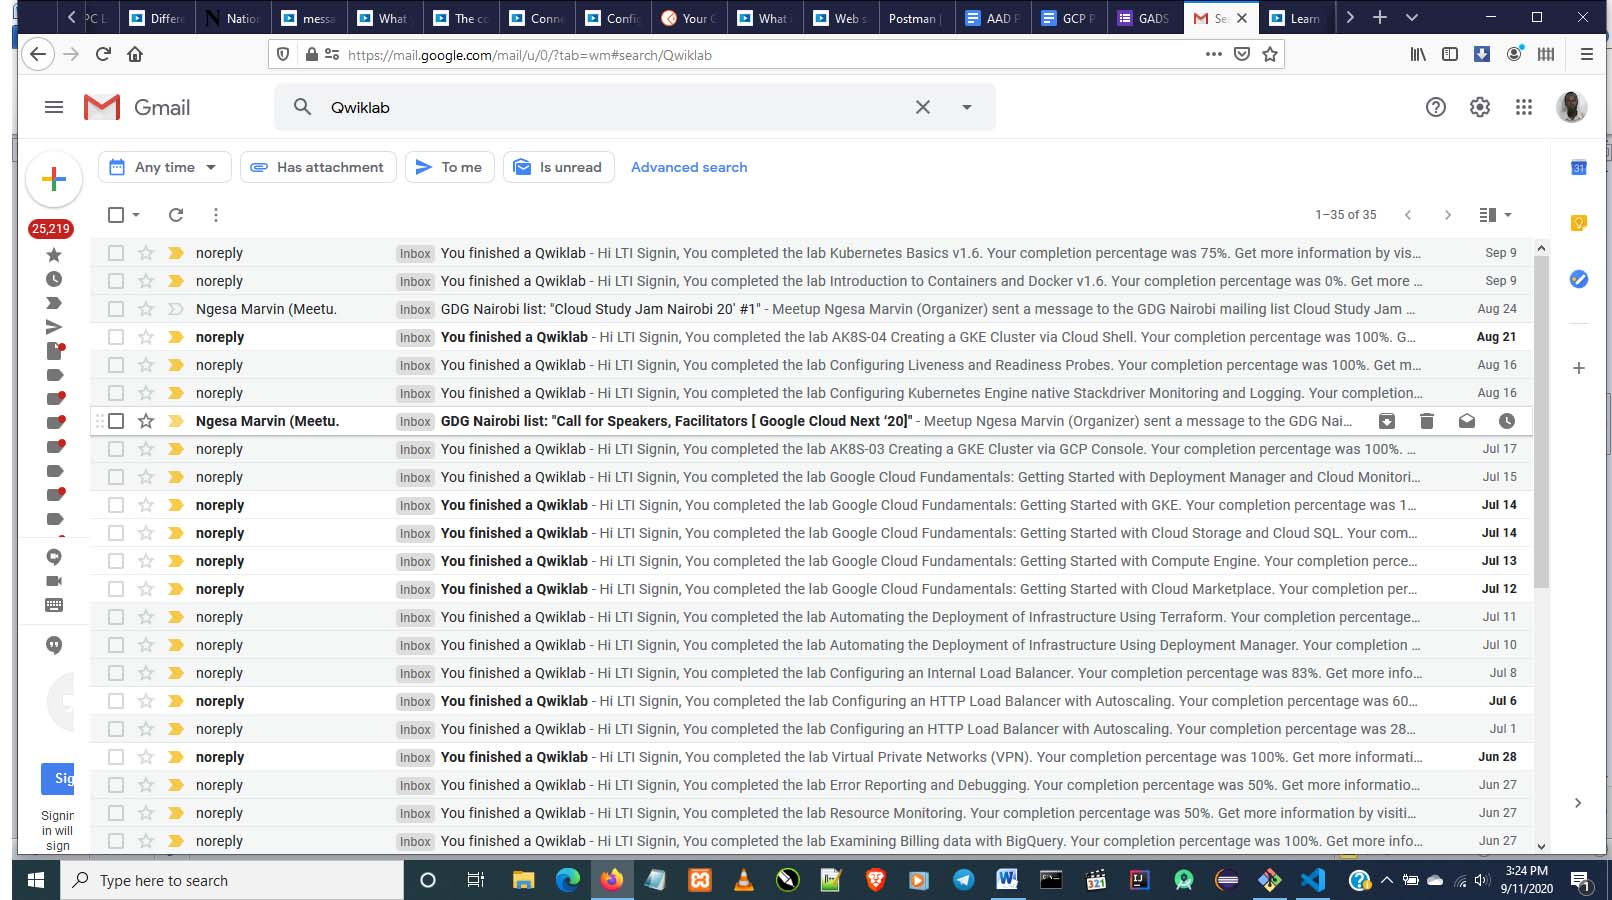 PC L
Differe
Nation
messa
What
The co
Conne
Config
Your C
What i
Web s
Postman
AAD P
GCP P
GADS
Se
Learn
https://mail.google.com/mail/u/0/?tab=wm#search/Qwiklab
Gmail
Qwiklab
Any time
Has attachment
To me
Is unread
Advanced search
31
25,219
1–35 of 35
noreply Inbox You finished a Qwiklab - Hi LTI Signin, You completed the lab Kubernetes Basics v1.6. Your completion percentage was 75%. Get more information by vis... Sep 9
noreply Inbox You finished a Qwiklab - Hi LTI Signin, You completed the lab Introduction to Containers and Docker v1.6. Your completion percentage was 0%. Get more ... Sep 9
Ngesa Marvin (Meetu. Inbox GDG Nairobi list: "Cloud Study Jam Nairobi 20' #1" - Meetup Ngesa Marvin (Organizer) sent a message to the GDG Nairobi mailing list Cloud Study Jam ... Aug 24
noreply Inbox You finished a Qwiklab - Hi LTI Signin, You completed the lab AK8S-04 Creating a GKE Cluster via Cloud Shell. Your completion percentage was 100%. G... Aug 21
noreply Inbox You finished a Qwiklab - Hi LTI Signin, You completed the lab Configuring Liveness and Readiness Probes. Your completion percentage was 100%. Get m... Aug 16
noreply Inbox You finished a Qwiklab - Hi LTI Signin, You completed the lab Configuring Kubernetes Engine native Stackdriver Monitoring and Logging. Your completion... Aug 16
Ngesa Marvin (Meetu. Inbox GDG Nairobi list: "Call for Speakers, Facilitators [ Google Cloud Next ‘20]" - Meetup Ngesa Marvin (Organizer) sent a message to the GDG Nai...
noreply Inbox You finished a Qwiklab - Hi LTI Signin, You completed the lab AK8S-03 Creating a GKE Cluster via GCP Console. Your completion percentage was 100%. ... Jul 17
noreply Inbox You finished a Qwiklab - Hi LTI Signin, You completed the lab Google Cloud Fundamentals: Getting Started with Deployment Manager and Cloud Monitori... Jul 15
noreply Inbox You finished a Qwiklab - Hi LTI Signin, You completed the lab Google Cloud Fundamentals: Getting Started with GKE. Your completion percentage was 1... Jul 14
noreply Inbox You finished a Qwiklab - Hi LTI Signin, You completed the lab Google Cloud Fundamentals: Getting Started with Cloud Storage and Cloud SQL. Your com... Jul 14
noreply Inbox You finished a Qwiklab - Hi LTI Signin, You completed the lab Google Cloud Fundamentals: Getting Started with Compute Engine. Your completion perce... Jul 13
noreply Inbox You finished a Qwiklab - Hi LTI Signin, You completed the lab Google Cloud Fundamentals: Getting Started with Cloud Marketplace. Your completion per... Jul 12
noreply Inbox You finished a Qwiklab - Hi LTI Signin, You completed the lab Automating the Deployment of Infrastructure Using Terraform. Your completion percentage... Jul 11
noreply Inbox You finished a Qwiklab - Hi LTI Signin, You completed the lab Automating the Deployment of Infrastructure Using Deployment Manager. Your completion ... Jul 10
noreply Inbox You finished a Qwiklab - Hi LTI Signin, You completed the lab Configuring an Internal Load Balancer. Your completion percentage was 83%. Get more info... Jul 8
noreply Inbox You finished a Qwiklab - Hi LTI Signin, You completed the lab Configuring an HTTP Load Balancer with Autoscaling. Your completion percentage was 60... Jul 6
noreply Inbox You finished a Qwiklab - Hi LTI Signin, You completed the lab Configuring an HTTP Load Balancer with Autoscaling. Your completion percentage was 28... Jul 1
noreply Inbox You finished a Qwiklab - Hi LTI Signin, You completed the lab Virtual Private Networks (VPN). Your completion percentage was 100%. Get more informati... Jun 28
noreply Inbox You finished a Qwiklab - Hi LTI Signin, You completed the lab Error Reporting and Debugging. Your completion percentage was 50%. Get more informatio... Jun 27
noreply Inbox You finished a Qwiklab - Hi LTI Signin, You completed the lab Resource Monitoring. Your completion percentage was 50%. Get more information by visiti... Jun 27
noreply Inbox You finished a Qwiklab - Hi LTI Signin, You completed the lab Examining Billing data with BigQuery. Your completion percentage was 100%. Get more info... Jun 27
Sig
Signin
in will
sign
Type here to search
321
3:24 PM
9/11/2020
1